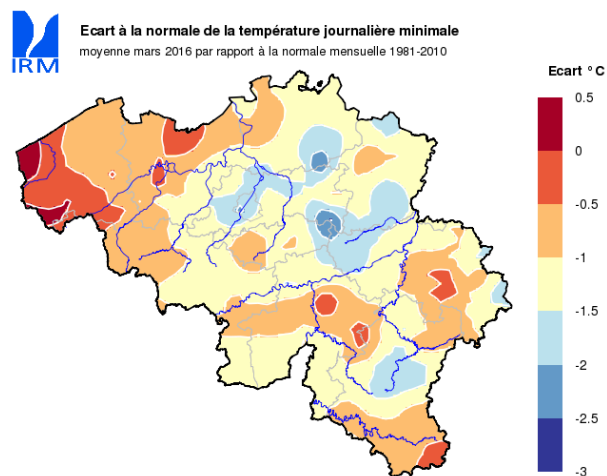 Ecart à la normale de la température journalière minimale
moyenne mars 2016 par rapport à la normale mensuelle 1981-2010
IRM
Ecart °C
0.5
0
-0.5
-1
-1.5
-2
-2.5
-3